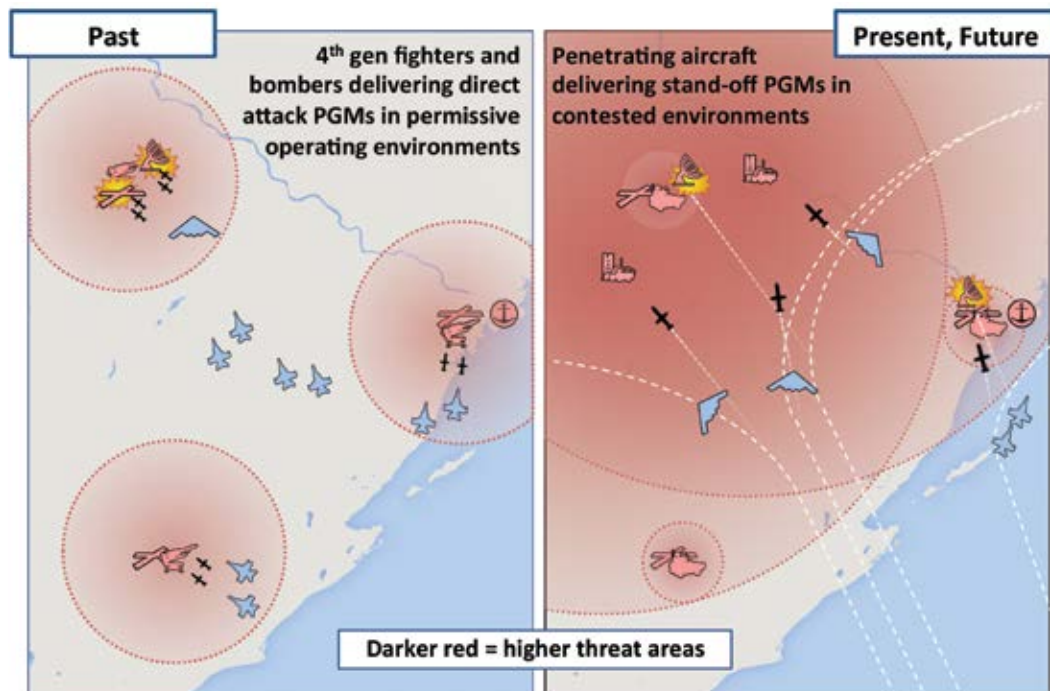 Past
4th gen fighters and
bombers delivering direct
attack PGMs in permissive
operating environments
Present, Future
Penetrating aircraft
delivering stand-off PGMs in
contested environments
Darker red = higher threat areas